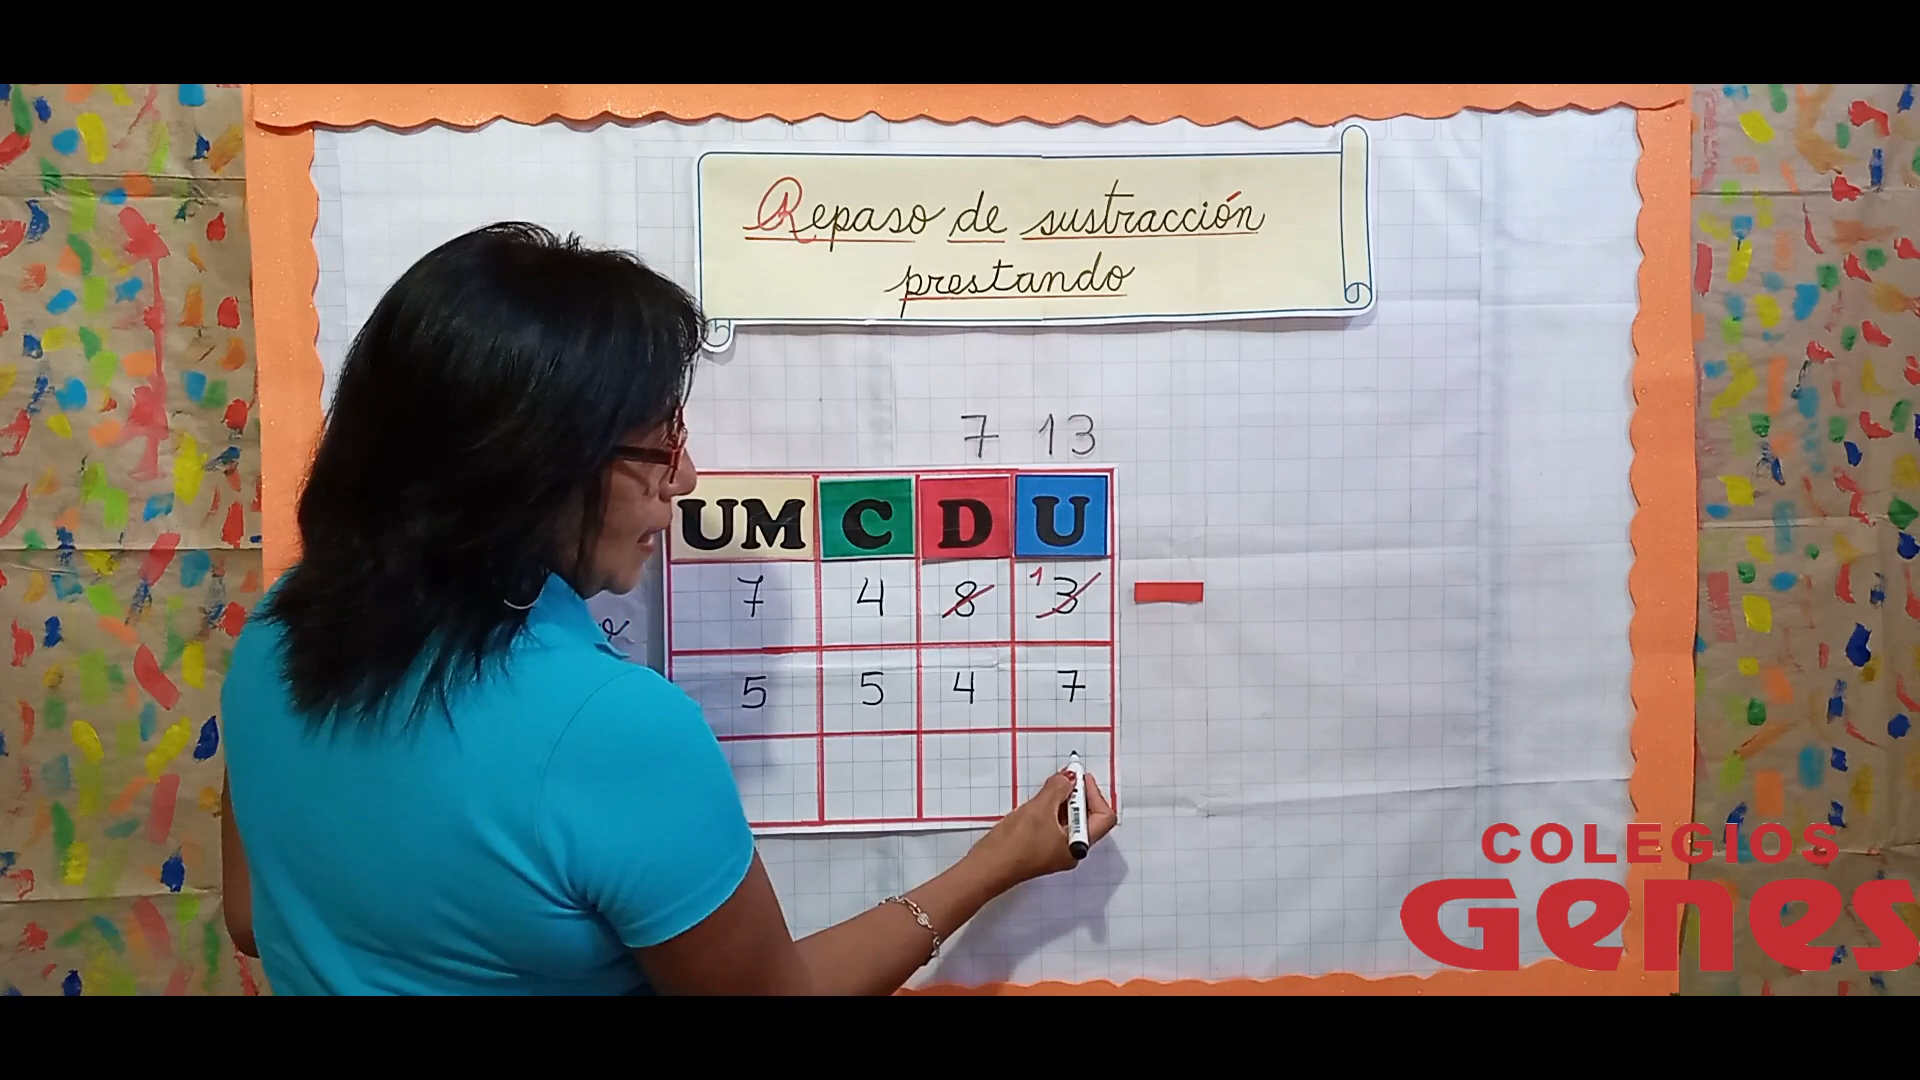 Repaso de sustracción
prestando
7 13
UM C D U
7 4 8 13
5 5 4 7
COLEGIOS
Genes